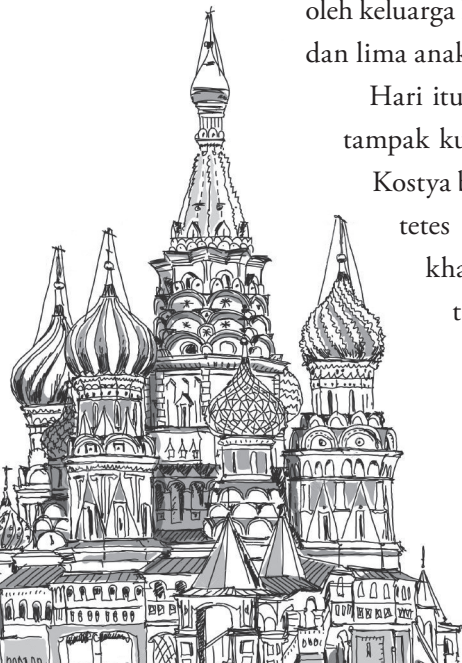 oleh keluarga
dan lima anak
Hari itu
tampak ku
Kostya b
tetes
kha
t